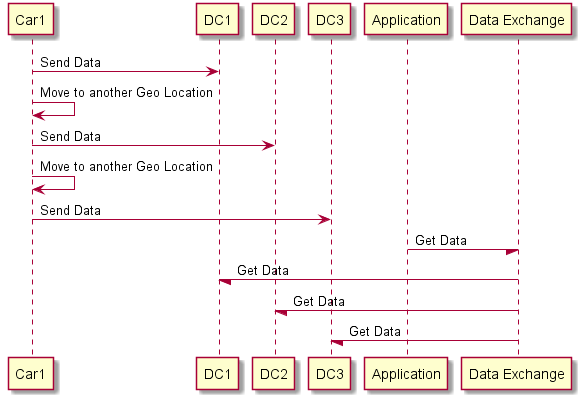 Car1 DC1 DC2 DC3 Application Data Exchange
Send Data
Move to another Geo Location
Send Data
Move to another Geo Location
Send Data
Get Data
Get Data
Get Data
Get Data
Car1 DC1 DC2 DC3 Application Data Exchange